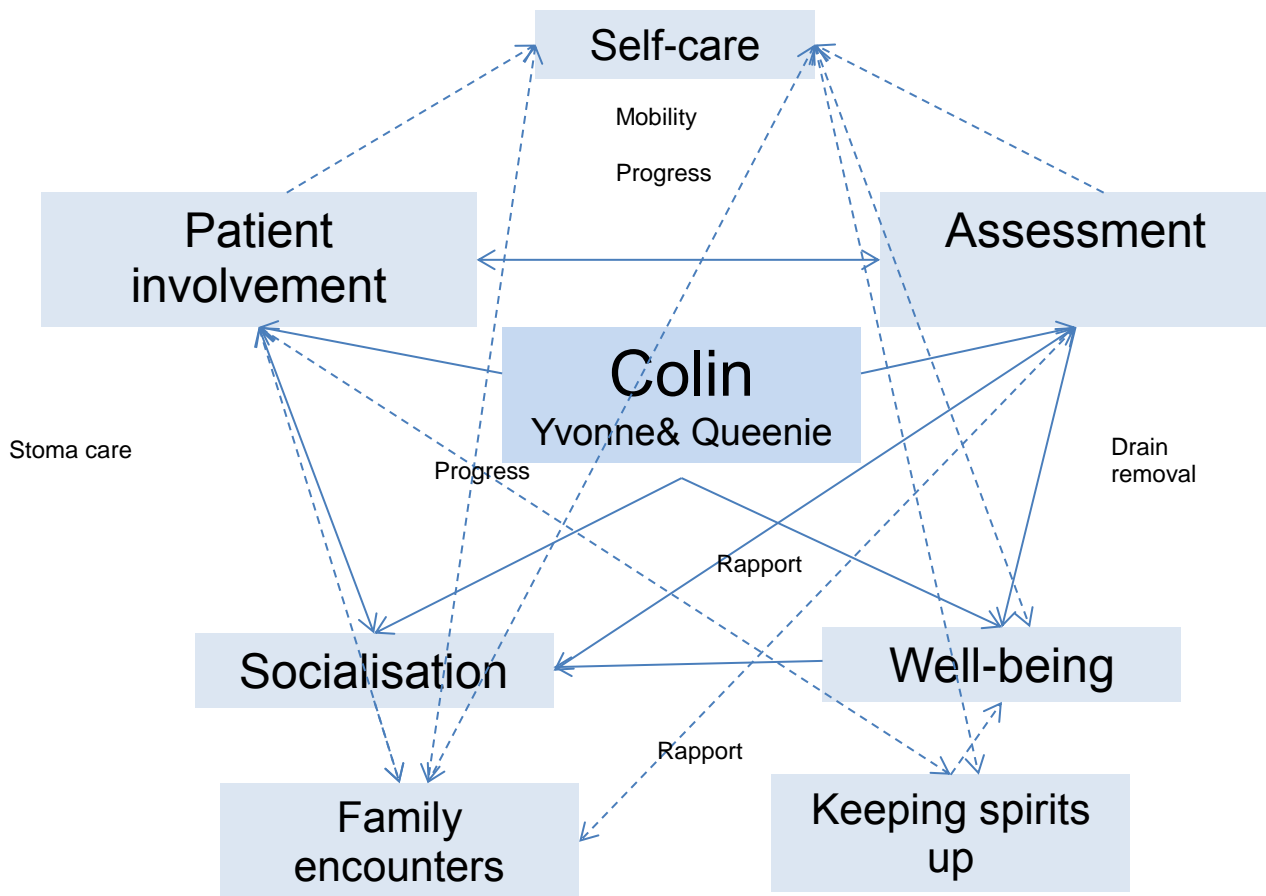 Self-care
Mobility
Progress
Patient
involvement
Assessment
Colin
Yvonne& Queenie
Stoma care
Progress
Drain
removal
Rapport
Socialisation
Well-being
Rapport
Family
encounters
Keeping spirits
up